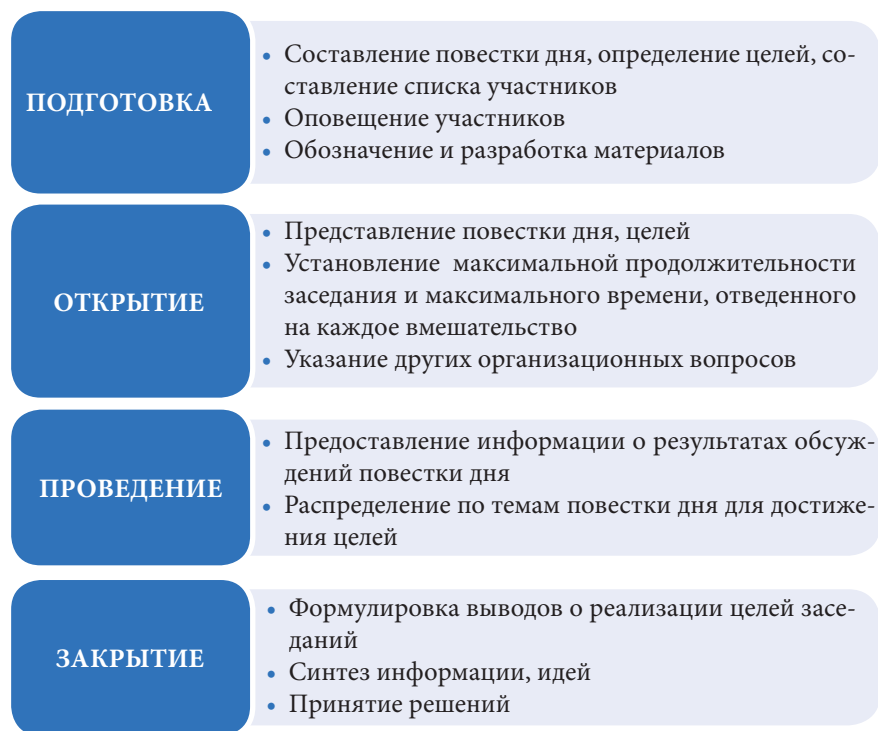 ПОДГОТОВКА
• Составление повестки дня, определение целей, со-
ставление списка участников
• Оповещение участников
• Обозначение и разработка материалов
ОТКРЫТИЕ
• Представление повестки дня, целей
• Установление максимальной продолжительности
заседания и максимального времени, отведенного
на каждое вмешательство
• Указание других организационных вопросов
ПРОВЕДЕНИЕ
• Предоставление информации о результатах обсуж-
дений повестки дня
• Распределение по темам повестки дня для достиже-
ния целей
ЗАКРЫТИЕ
• Формулировка выводов о реализации целей засе-
даний
• Синтез информации, идей
• Принятие решений